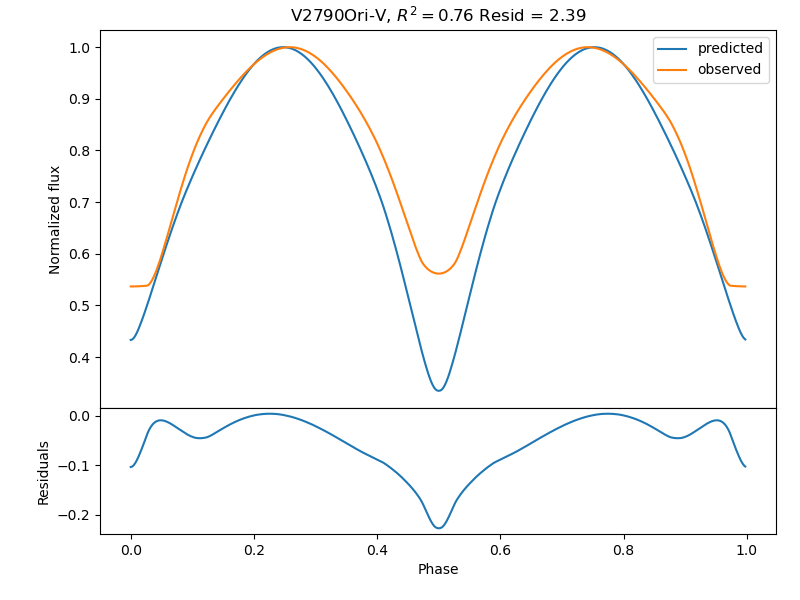 V2790Ori-V, R² = 0.76 Resid = 2.39
predicted
observed
Normalized flux
1.0
0.9
0.8
0.7
0.6
0.5
0.4
Residuals
0.0
−0.1
−0.2
0.0 0.2 0.4 0.6 0.8 1.0
Phase